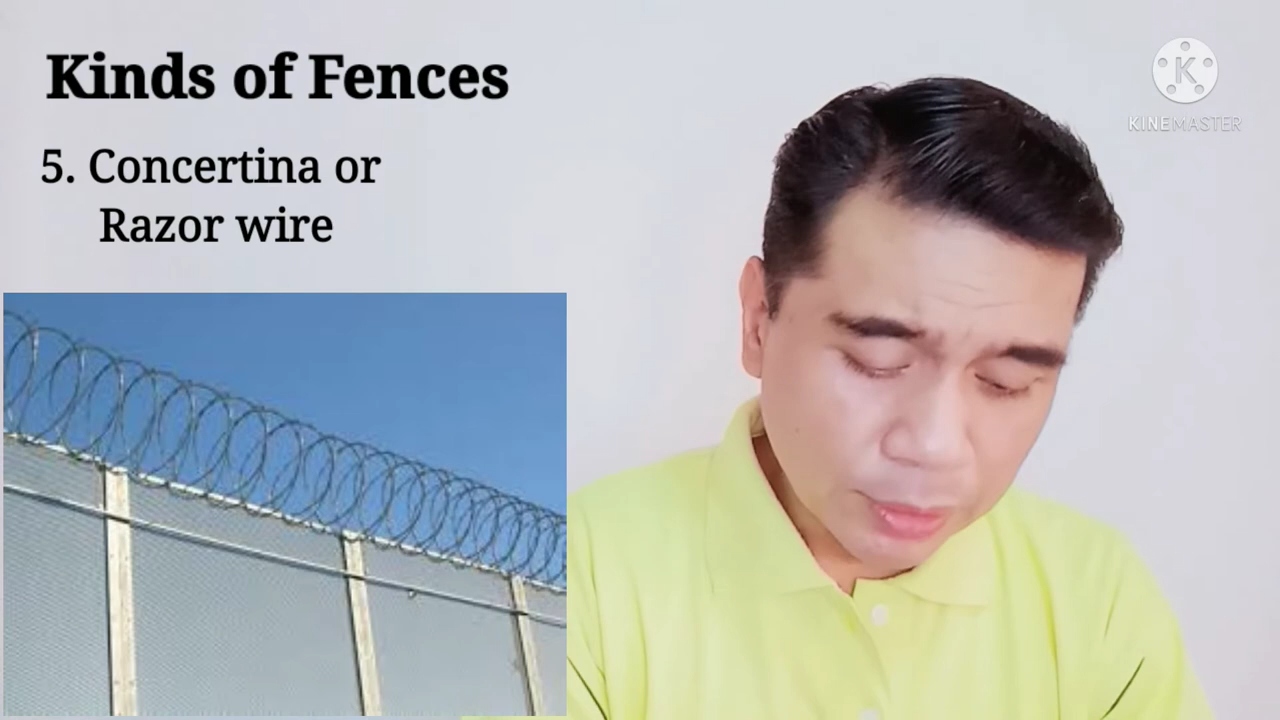 Kinds of Fences
5. Concertina or
Razor wire
K
KINEMASTER